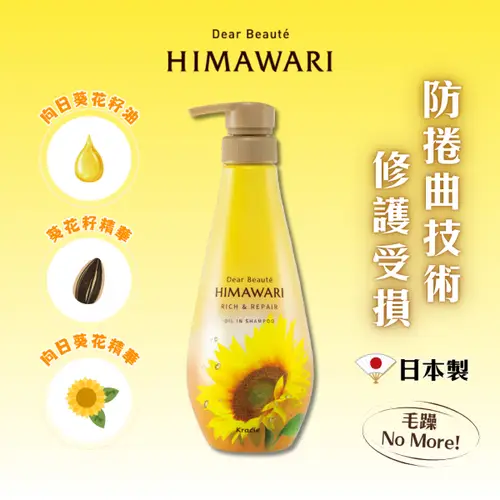 Dear Beauté
HIMAWARI
向日葵花籽油
葵花籽精華
向日葵花精華
防捲曲技術
修護受損
日本製
毛躁
No More!
Dear Beauté
HIMAWARI
RICH & REPAIR
OIL IN SHAMPOO
Kracie